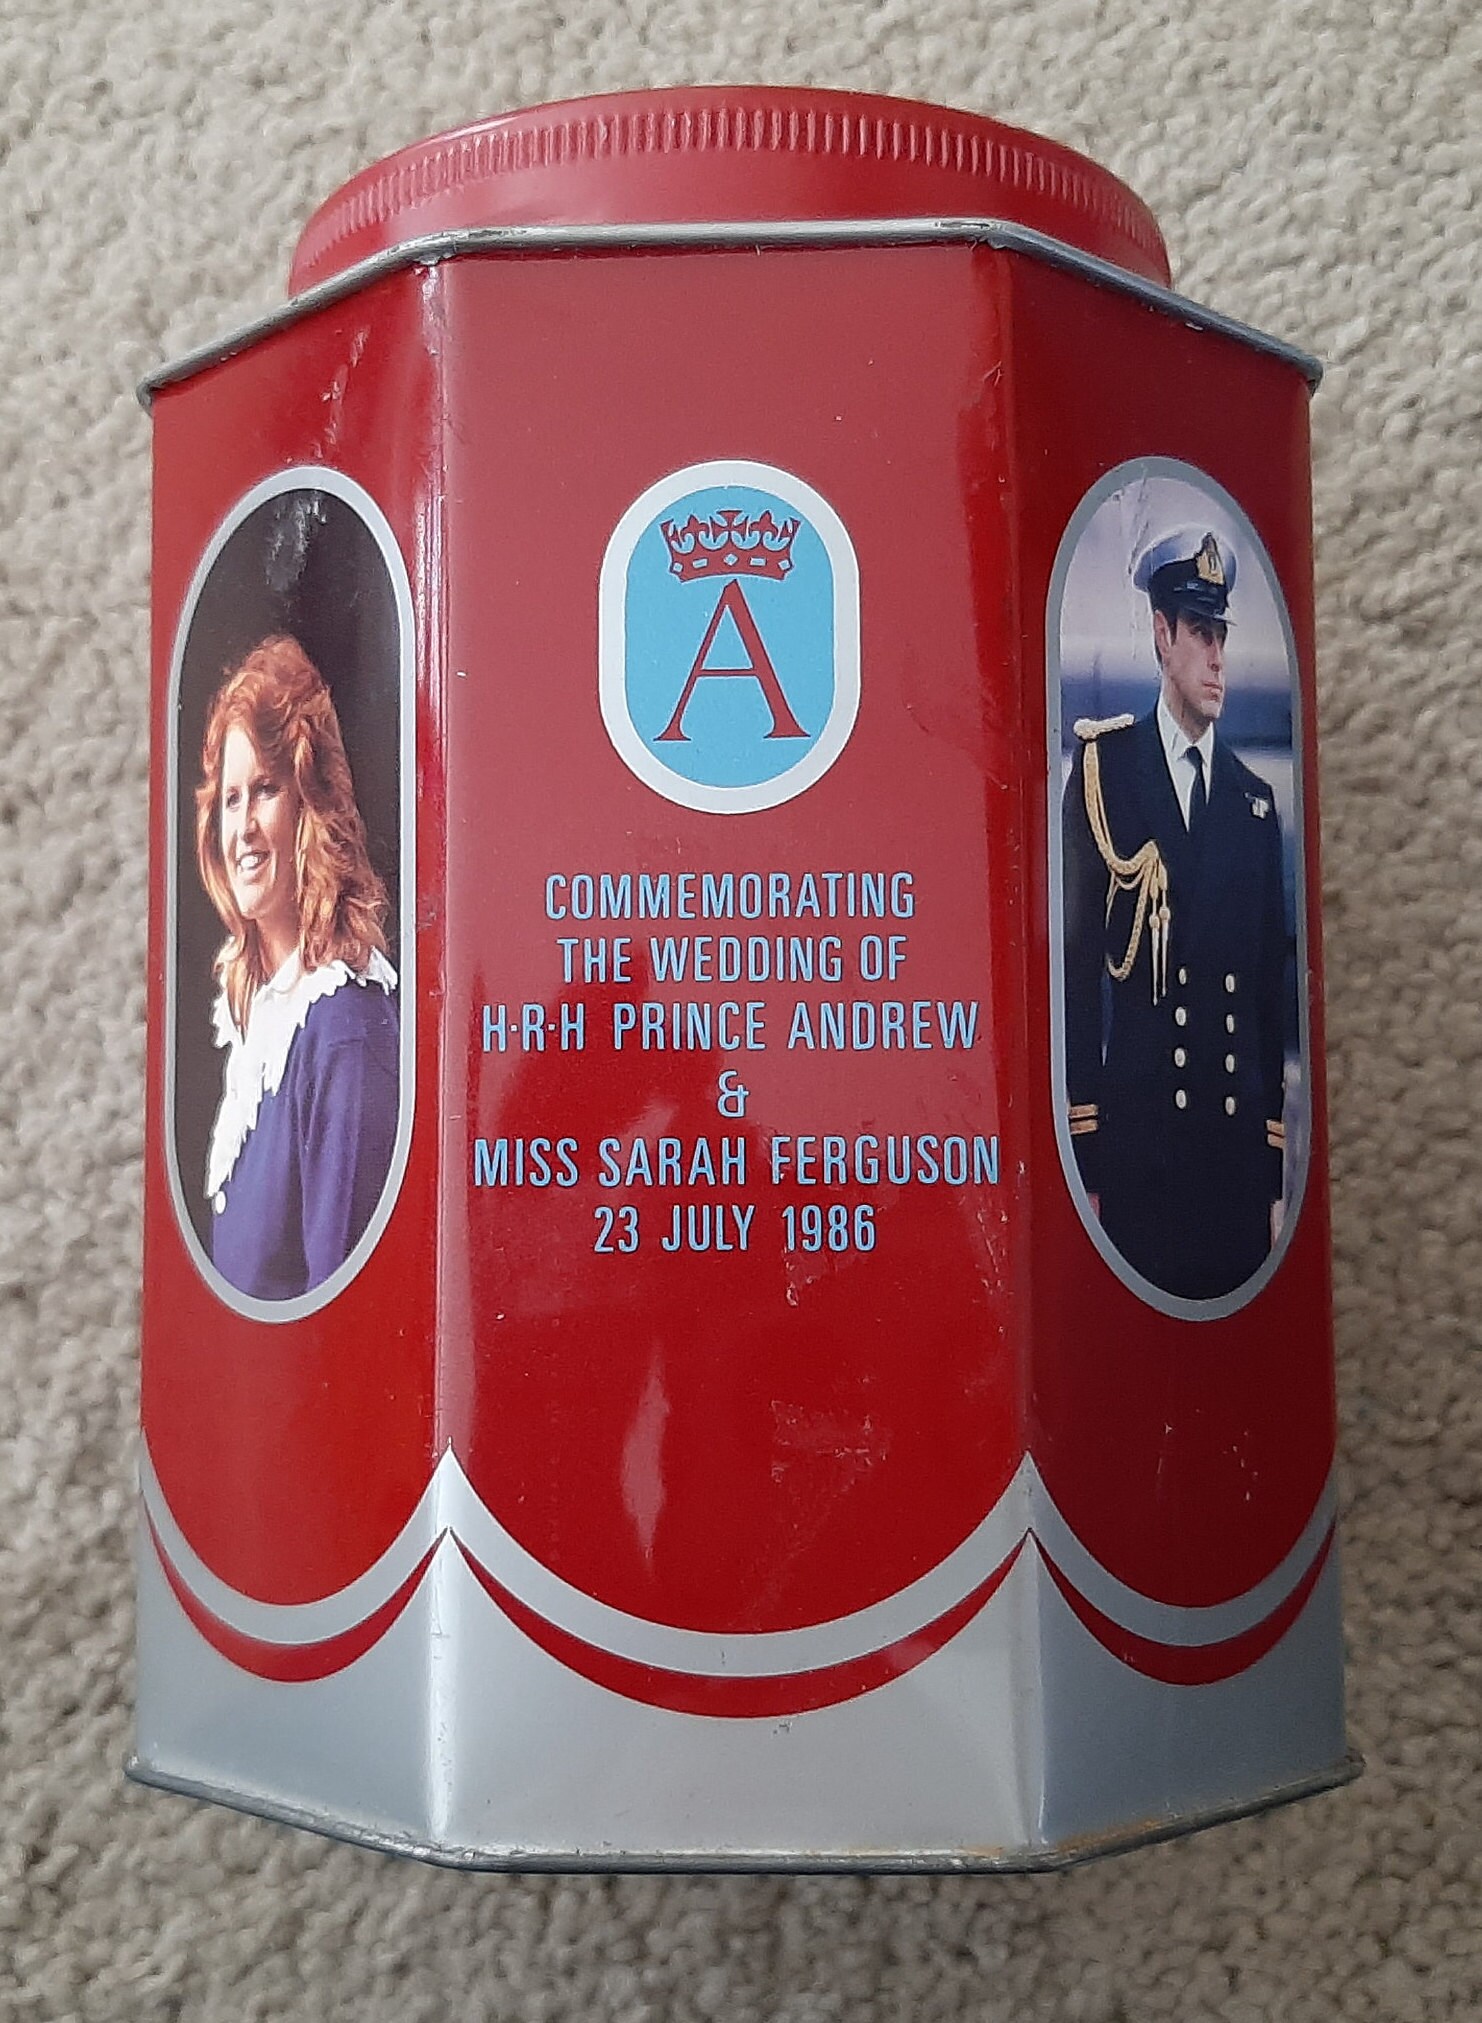 A
COMMEMORATING
THE WEDDING OF
H·R·H PRINCE ANDREW
&
MISS SARAH FERGUSON
23 JULY 1986